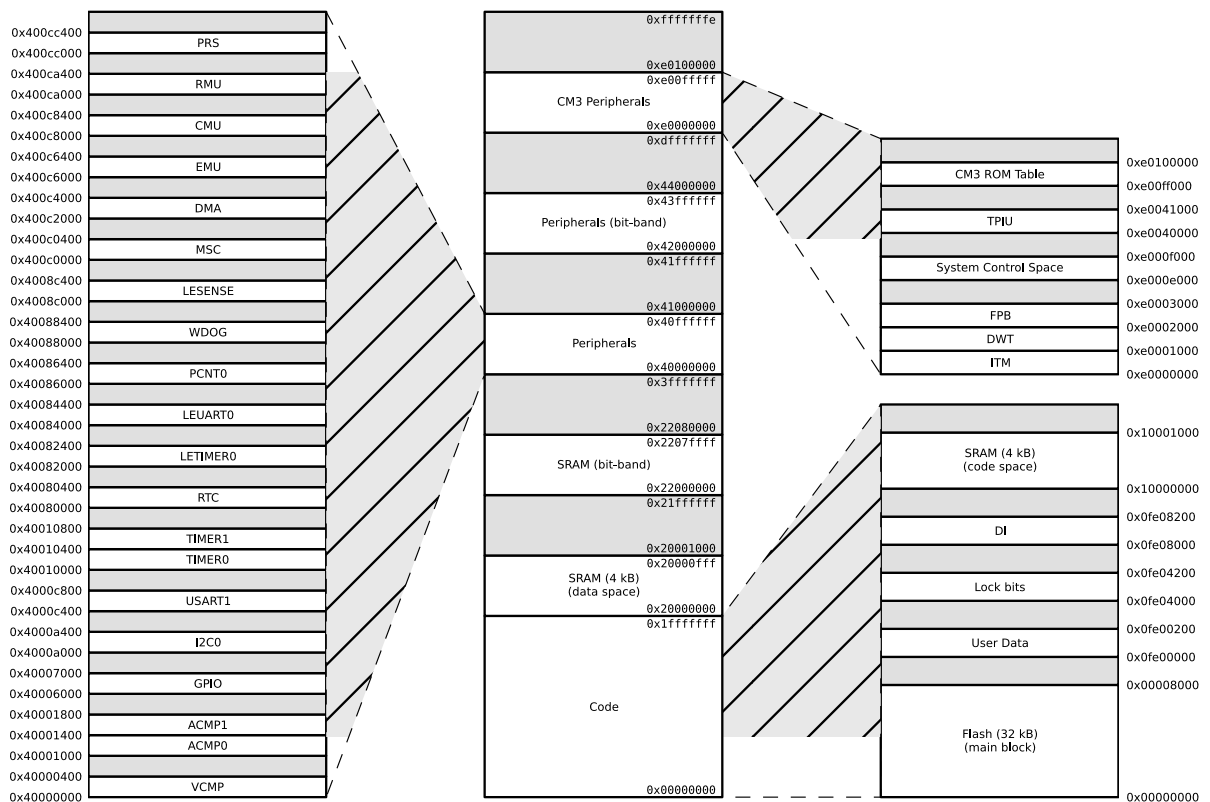 0x400cc400
PRS
0x400cc000
0x400ca400
RMU
0x400ca000
0x400c8400
CMU
0x400c8000
0x400c6400
EMU
0x400c6000
0x400c4000
DMA
0x400c2000
0x400c0400
MSC
0x400c0000
0x4008c400
LESENSE
0x4008c000
0x40088400
WDOG
0x40088000
0x40086400
PCNT0
0x40086000
0x40084400
LEUART0
0x40084000
0x40082400
LETIMER0
0x40082000
0x40080400
RTC
0x40080000
0x40010800
TIMER1
0x40010400
TIMER0
0x40010000
0x4000c800
USART1
0x4000c400
0x4000a400
I2C0
0x4000a000
0x40007000
GPIO
0x40006000
0x40001800
ACMP1
0x40001400
ACMP0
0x40001000
0x40000400
VCMP
0x40000000
0xfffffffe
0xe0100000
0xe00fffff
CM3 Peripherals
0xe0000000
0xdfffffff
0x44000000
0x43ffffff
Peripherals (bit-band)
0x42000000
0x41ffffff
0x41000000
0x40ffffff
Peripherals
0x40000000
0x3fffffff
0x22080000
0x2207ffff
SRAM (bit-band)
0x22000000
0x21ffffff
0x20001000
0x20000fff
SRAM (4 kB)
(data space)
0x20000000
0x1fffffff
Code
0x00000000
0xe0100000
CM3 ROM Table
0xe00ff000
0xe0041000
TPIU
0xe0040000
0xe000f000
System Control Space
0xe000e000
0xe0003000
FPB
0xe0002000
DWT
0xe0001000
ITM
0xe0000000
0x10001000
SRAM (4 kB)
(code space)
0x10000000
0x0fe08200
DI
0x0fe08000
0x0fe04200
Lock bits
0x0fe04000
0x0fe00200
User Data
0x0fe00000
0x00008000
Flash (32 kB)
(main block)
0x00000000